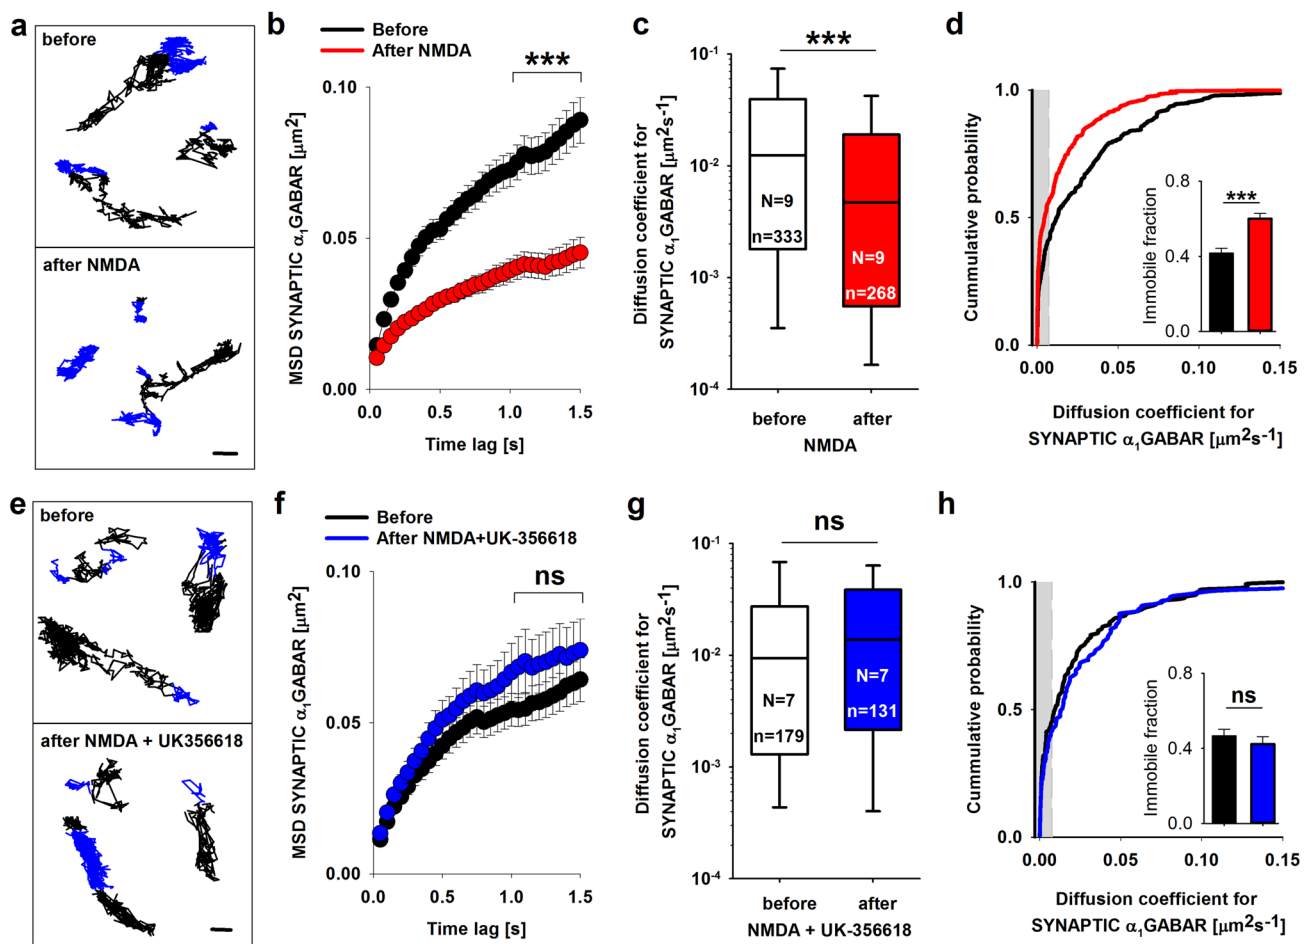 a
before
after NMDA
b
Before
After NMDA
***
MSD SYNAPTIC α₁GABAR [μm²]
0.10
0.05
0.00
0.0 0.5 1.0 1.5
Time lag [s]
c
***
Diffusion coefficient for
SYNAPTIC α₁GABAR [μm²s⁻¹]
10⁻¹
10⁻²
10⁻³
10⁻⁴
N=9
n=333
N=9
n=268
before after
NMDA
d
Cummulative probability
1.0
0.5
0.0
0.00 0.05 0.10 0.15
Immobile fraction
0.8
0.4
0.0
***
Diffusion coefficient for
SYNAPTIC α₁GABAR [μm²s-¹]
e
before
after NMDA + UK356618
f
Before
After NMDA+UK-356618
ns
MSD SYNAPTIC α₁GABAR [μm²]
0.10
0.05
0.00
0.0 0.5 1.0 1.5
Time lag [s]
g
ns
Diffusion coefficient for
SYNAPTIC α₁GABAR [μm²s⁻¹]
10⁻¹
10⁻²
10⁻³
10⁻⁴
N=7
n=179
N=7
n=131
before after
NMDA + UK-356618
h
Cummulative probability
1.0
0.5
0.0
0.00 0.05 0.10 0.15
Immobile fraction
0.8
0.4
0.0
ns
Diffusion coefficient for
SYNAPTIC α₁GABAR [μm²s-¹]